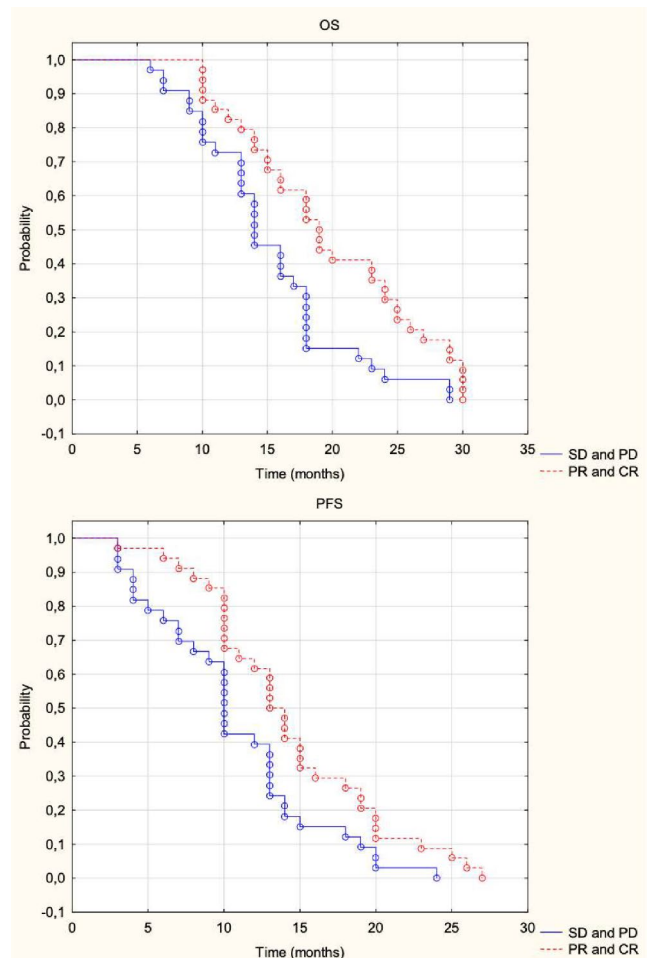 OS
1,0
0,9
0,8
0,7
0,6
0,5
0,4
0,3
0,2
0,1
0,0
-0,1
Probability
0 5 10 15 20 25 30 35
Time (months)
SD and PD
PR and CR
PFS
1,0
0,9
0,8
0,7
0,6
0,5
0,4
0,3
0,2
0,1
0,0
-0,1
Probability
0 5 10 15 20 25 30
Time (months)
SD and PD
PR and CR